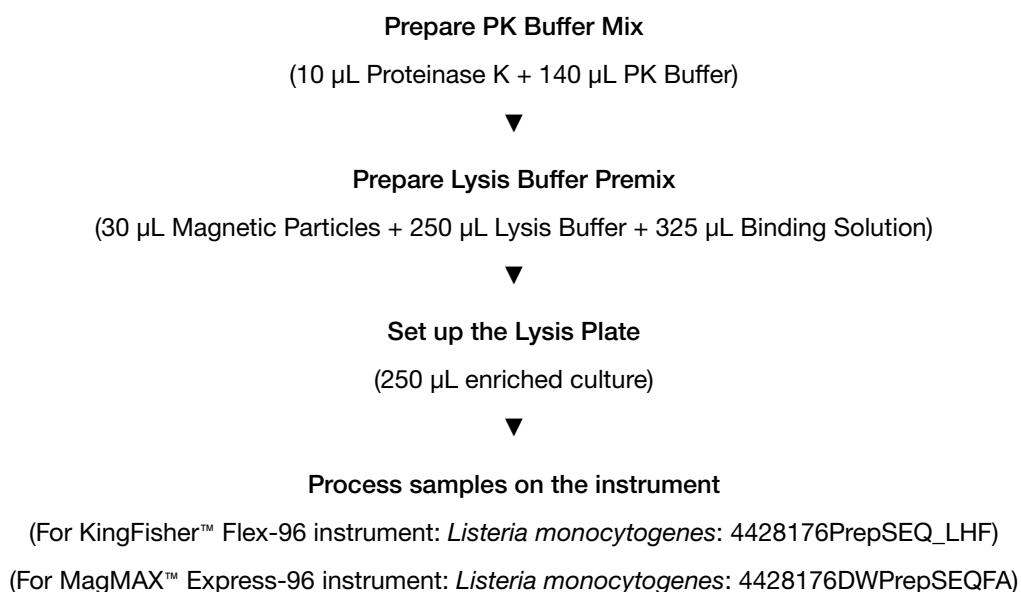 Prepare PK Buffer Mix
(10 µL Proteinase K + 140 µL PK Buffer)
▼
Prepare Lysis Buffer Premix
(30 µL Magnetic Particles + 250 µL Lysis Buffer + 325 µL Binding Solution)
▼
Set up the Lysis Plate
(250 µL enriched culture)
▼
Process samples on the instrument
(For KingFisher™ Flex-96 instrument: Listeria monocytogenes: 4428176PrepSEQ_LHF)
(For MagMAX™ Express-96 instrument: Listeria monocytogenes: 4428176DWPrepSEQFA)